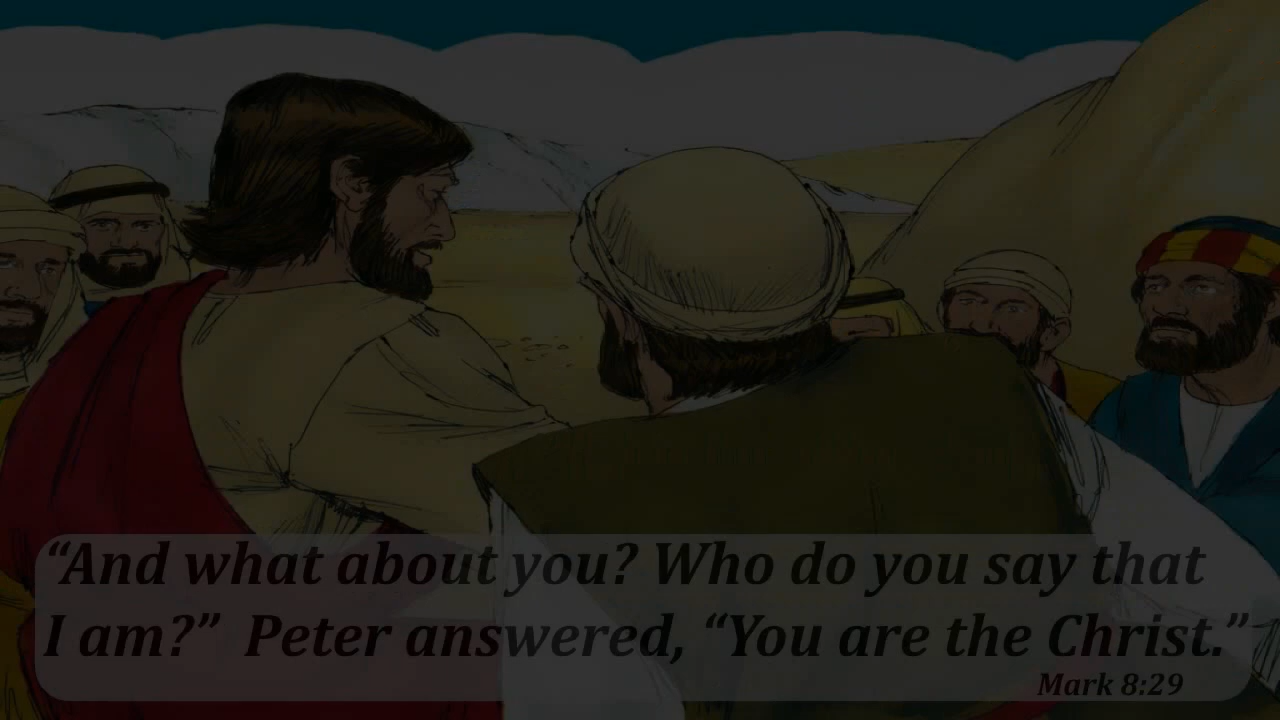 “And what about you? Who do you say that
I am?” Peter answered, “You are the Christ.”
Mark 8:29